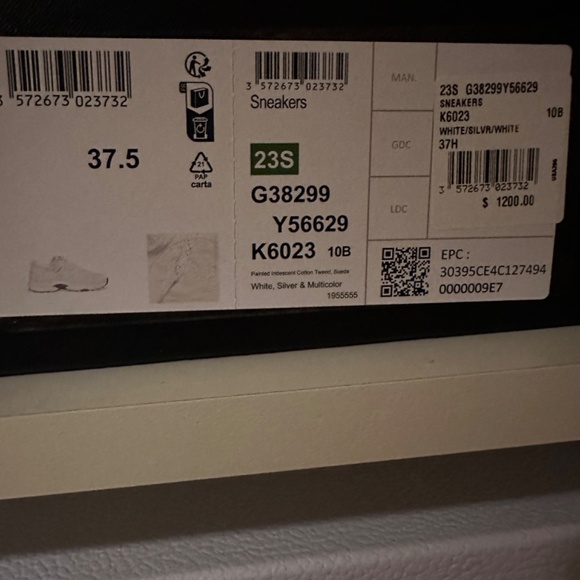 3 572673 023732
37.5
21
PAP
carta
3 572673 023732
Sneakers
23S
G38299
Y56629
K6023 10B
Painted Iridescent Cotton Tweed, Suede
White, Silver & Multicolor
1955555
MAN.
GDC
LDC
23S G38299Y56629
SNEAKERS
K6023 10B
WHITE/SILVR/WHITE
37H
3 572673 023732
$ 1200.00
EPC :
30395CE4C127494
0000009E7